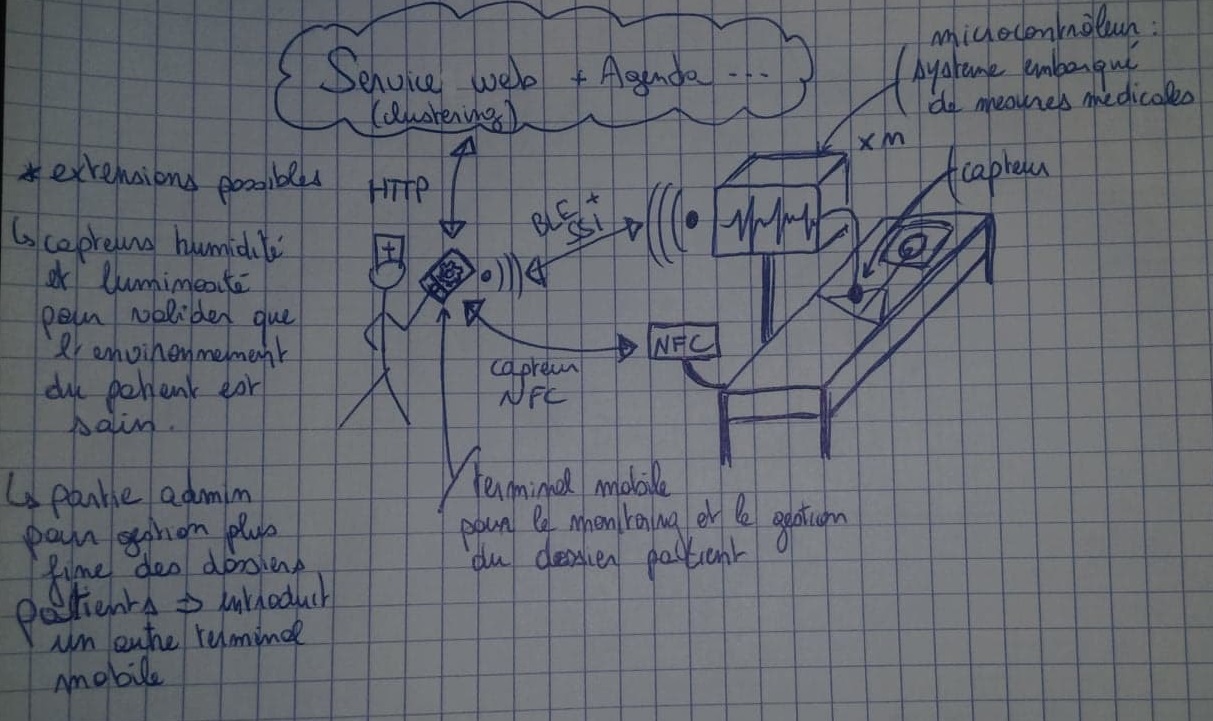 Service web + Agenda ...
(clustering)
microcontrôleur :
système embarqué
de mesures médicales
x m
capteur
* extensions possibles
HTTP
BLE +
SSI
↳ capteurs humidité
et luminosité
pour valider que
l'environnement
du patient est
sain.
NFC
capteur
NFC
terminal mobile
pour le monitoring et la gestion
du dossier patient
↳ partie admin
pour gestion plus
fine des dossiers
patients ⇒ introduit
un autre terminal
mobile